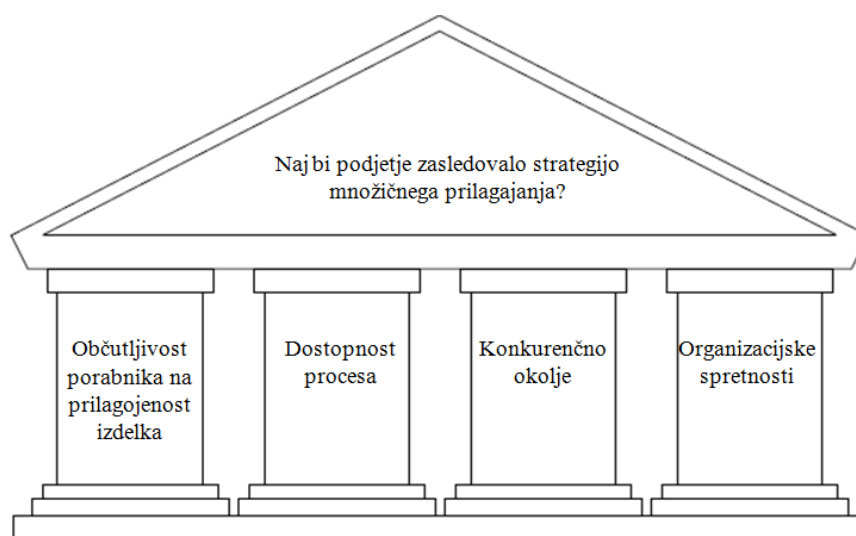 Naj bi podjetje zasledovalo strategijo
množičnega prilagajanja?
Občutljivost
porabnika na
prilagojenost
izdelka
Dostopnost
procesa
Konkurenčno
okolje
Organizacijske
spretnosti